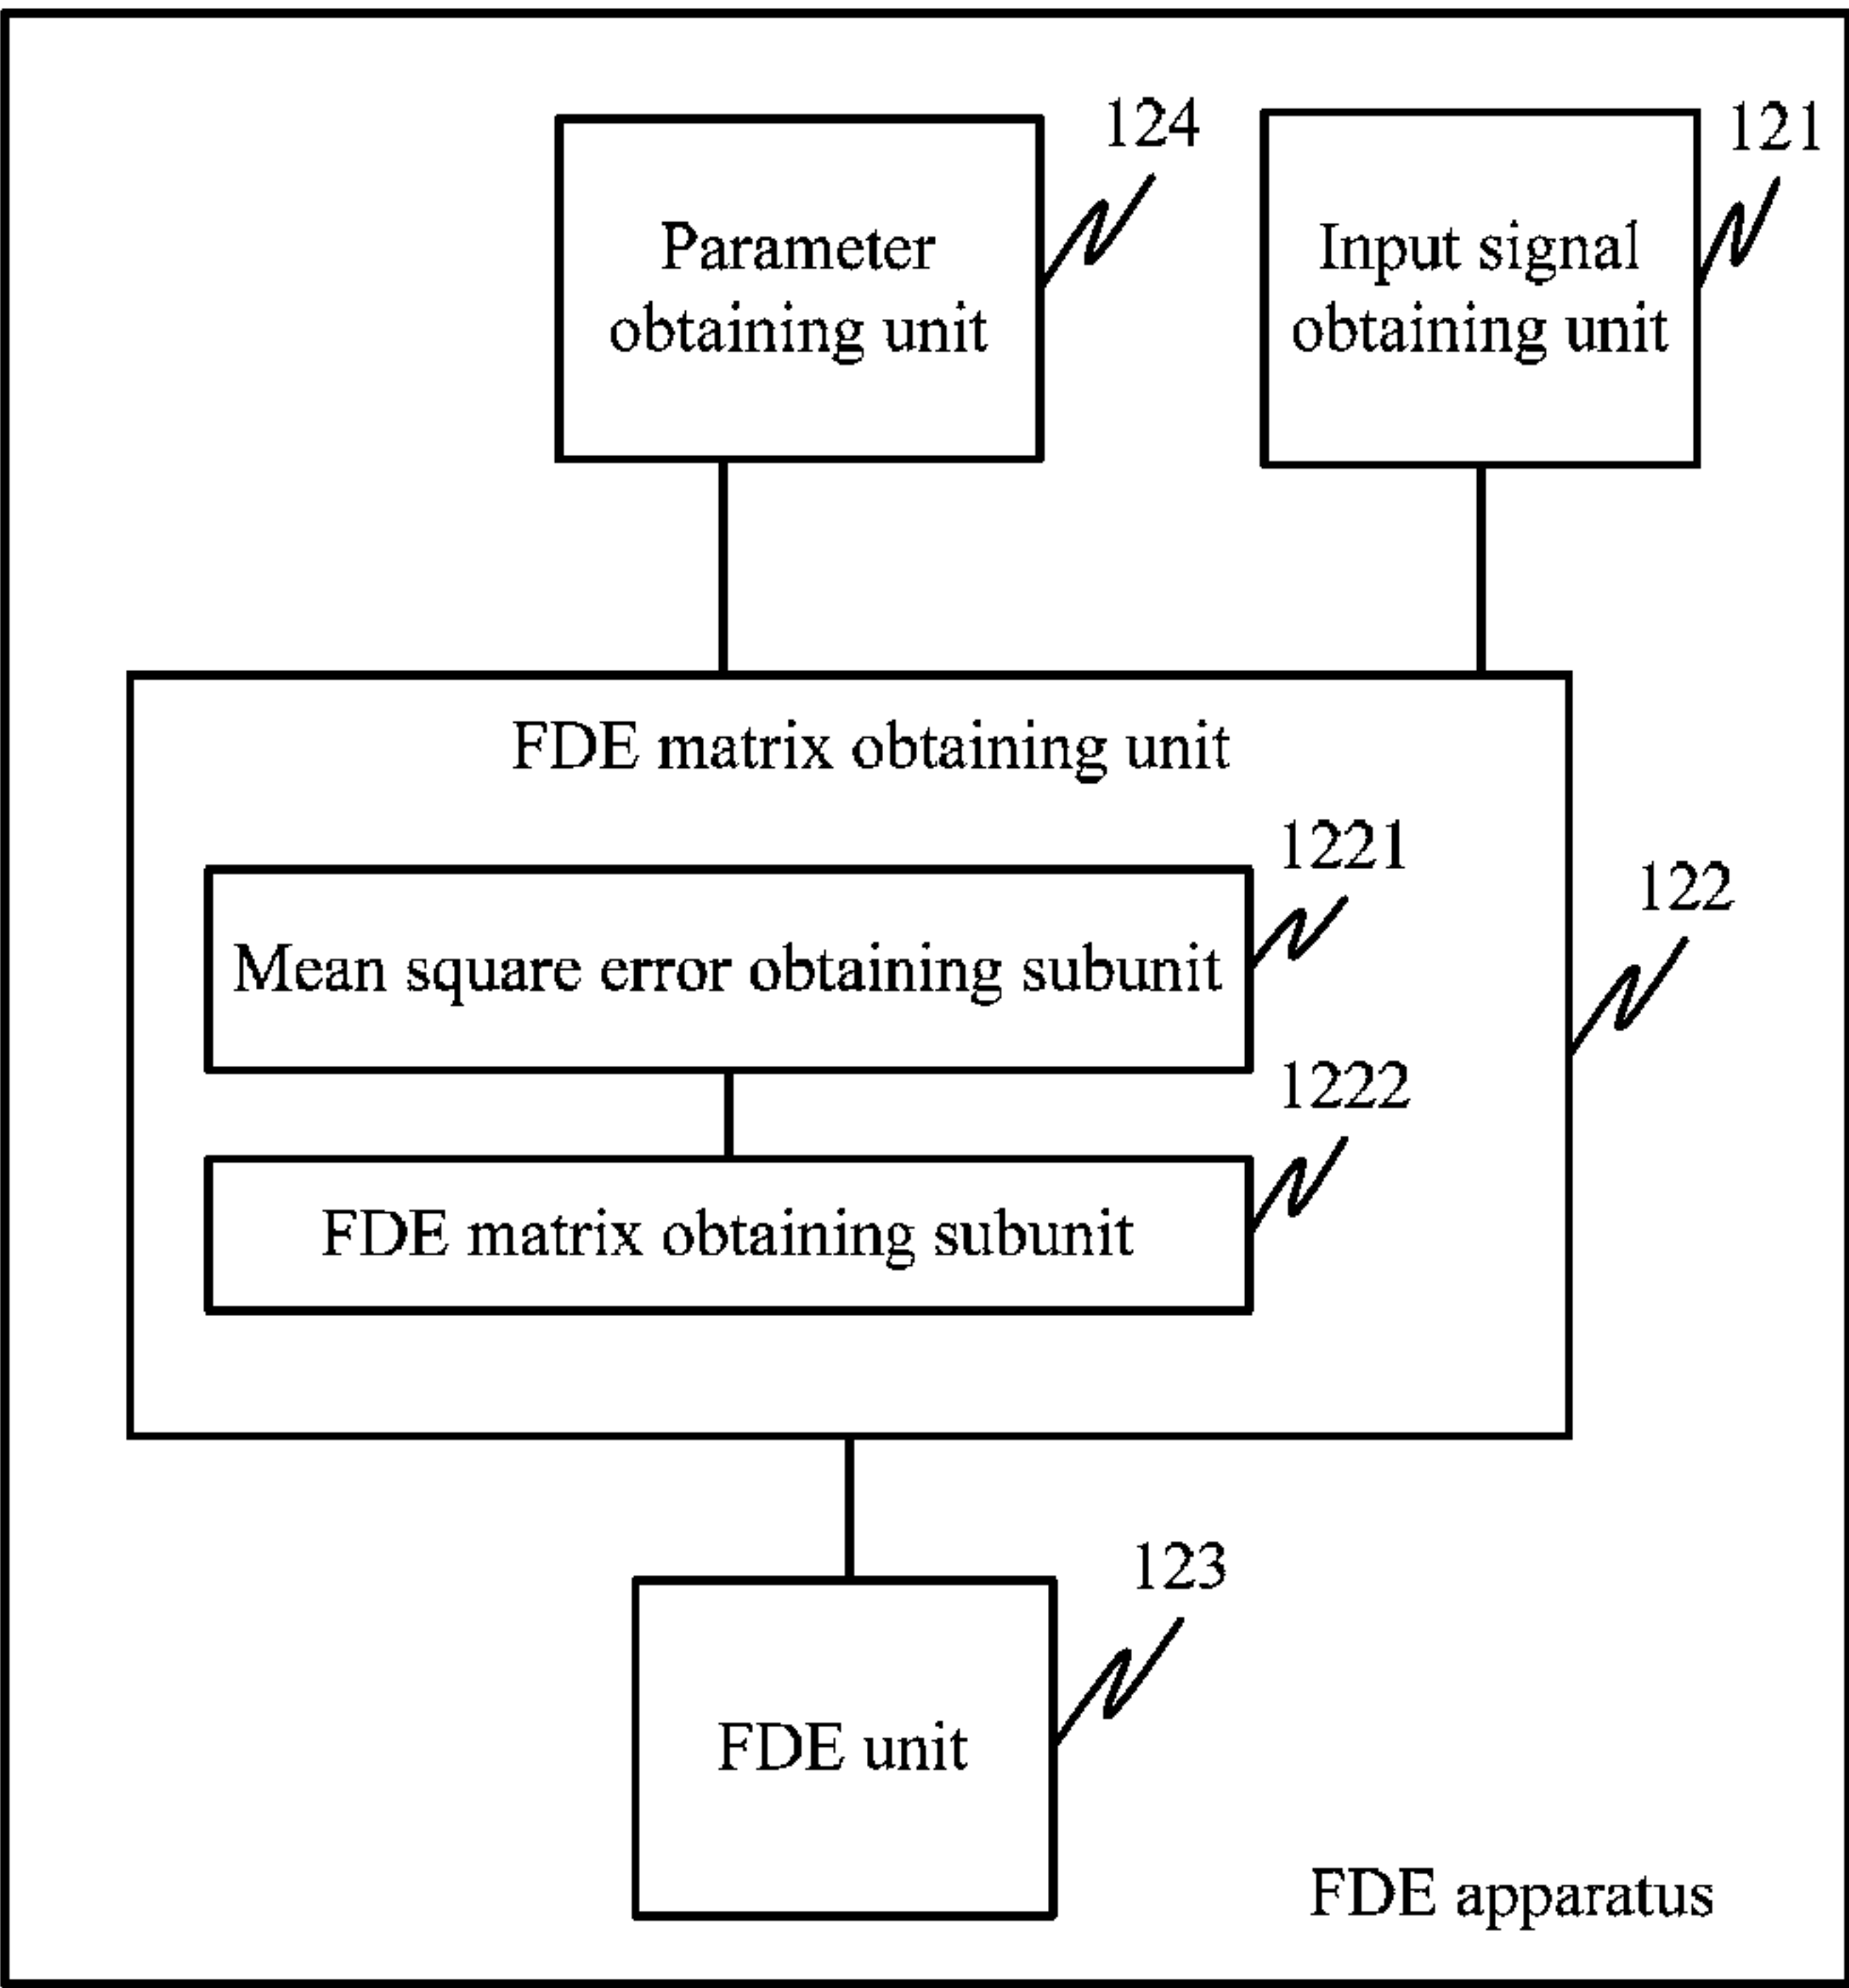 124
121
Parameter
obtaining unit
Input signal
obtaining unit
FDE matrix obtaining unit
1221
122
Mean square error obtaining subunit
1222
FDE matrix obtaining subunit
123
FDE unit
FDE apparatus